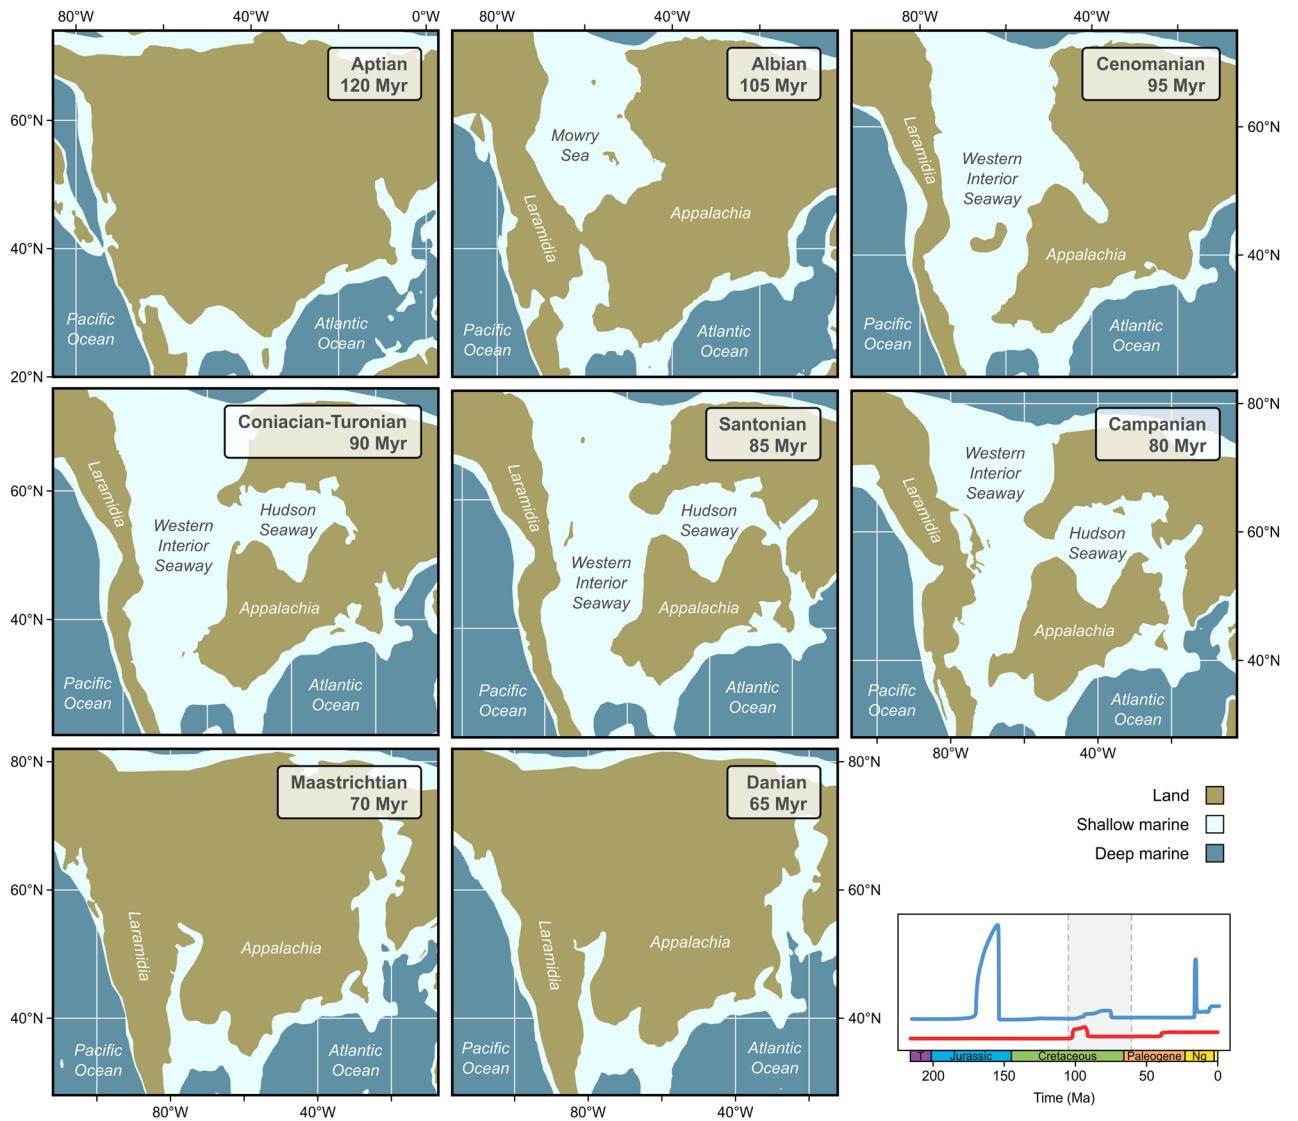 80°W 40°W 0°W 80°W 40°W 80°W 40°W
Aptian
120 Myr
60°N
40°N
20°N
Pacific
Ocean
Atlantic
Ocean
Albian
105 Myr
Mowry
Sea
Laramidia
Appalachia
Pacific
Ocean
Atlantic
Ocean
Cenomanian
95 Myr
60°N
40°N
Laramidia
Western
Interior
Seaway
Appalachia
Pacific
Ocean
Atlantic
Ocean
Coniacian-Turonian
90 Myr
60°N
40°N
Laramidia
Western
Interior
Seaway
Hudson
Seaway
Appalachia
Pacific
Ocean
Atlantic
Ocean
Santonian
85 Myr
Laramidia
Western
Interior
Seaway
Hudson
Seaway
Appalachia
Pacific
Ocean
Atlantic
Ocean
Campanian
80 Myr
80°N
60°N
40°N
Western
Interior
Seaway
Laramidia
Hudson
Seaway
Appalachia
Pacific
Ocean
Atlantic
Ocean
80°W 40°W
Maastrichtian
70 Myr
80°N
60°N
40°N
Laramidia
Appalachia
Pacific
Ocean
Atlantic
Ocean
80°W 40°W
Danian
65 Myr
80°N
60°N
40°N
Laramidia
Appalachia
Pacific
Ocean
Atlantic
Ocean
80°W 40°W
Land
Shallow marine
Deep marine
T Jurassic Cretaceous Paleogene Ng
200 150 100 50 0
Time (Ma)